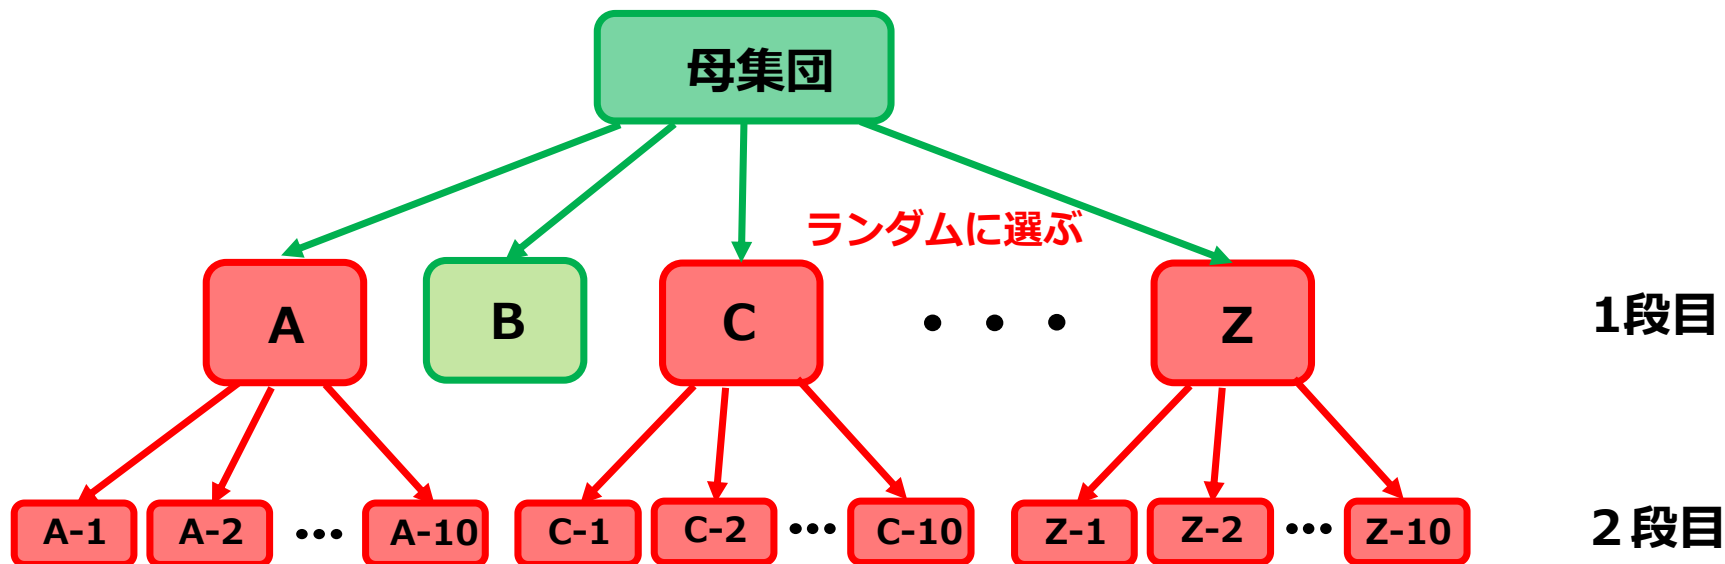 母集団
ランダムに選ぶ
A
B
C
・・・
Z
1段目
A-1
A-2
…
A-10
C-1
C-2
…
C-10
Z-1
Z-2
…
Z-10
２段目